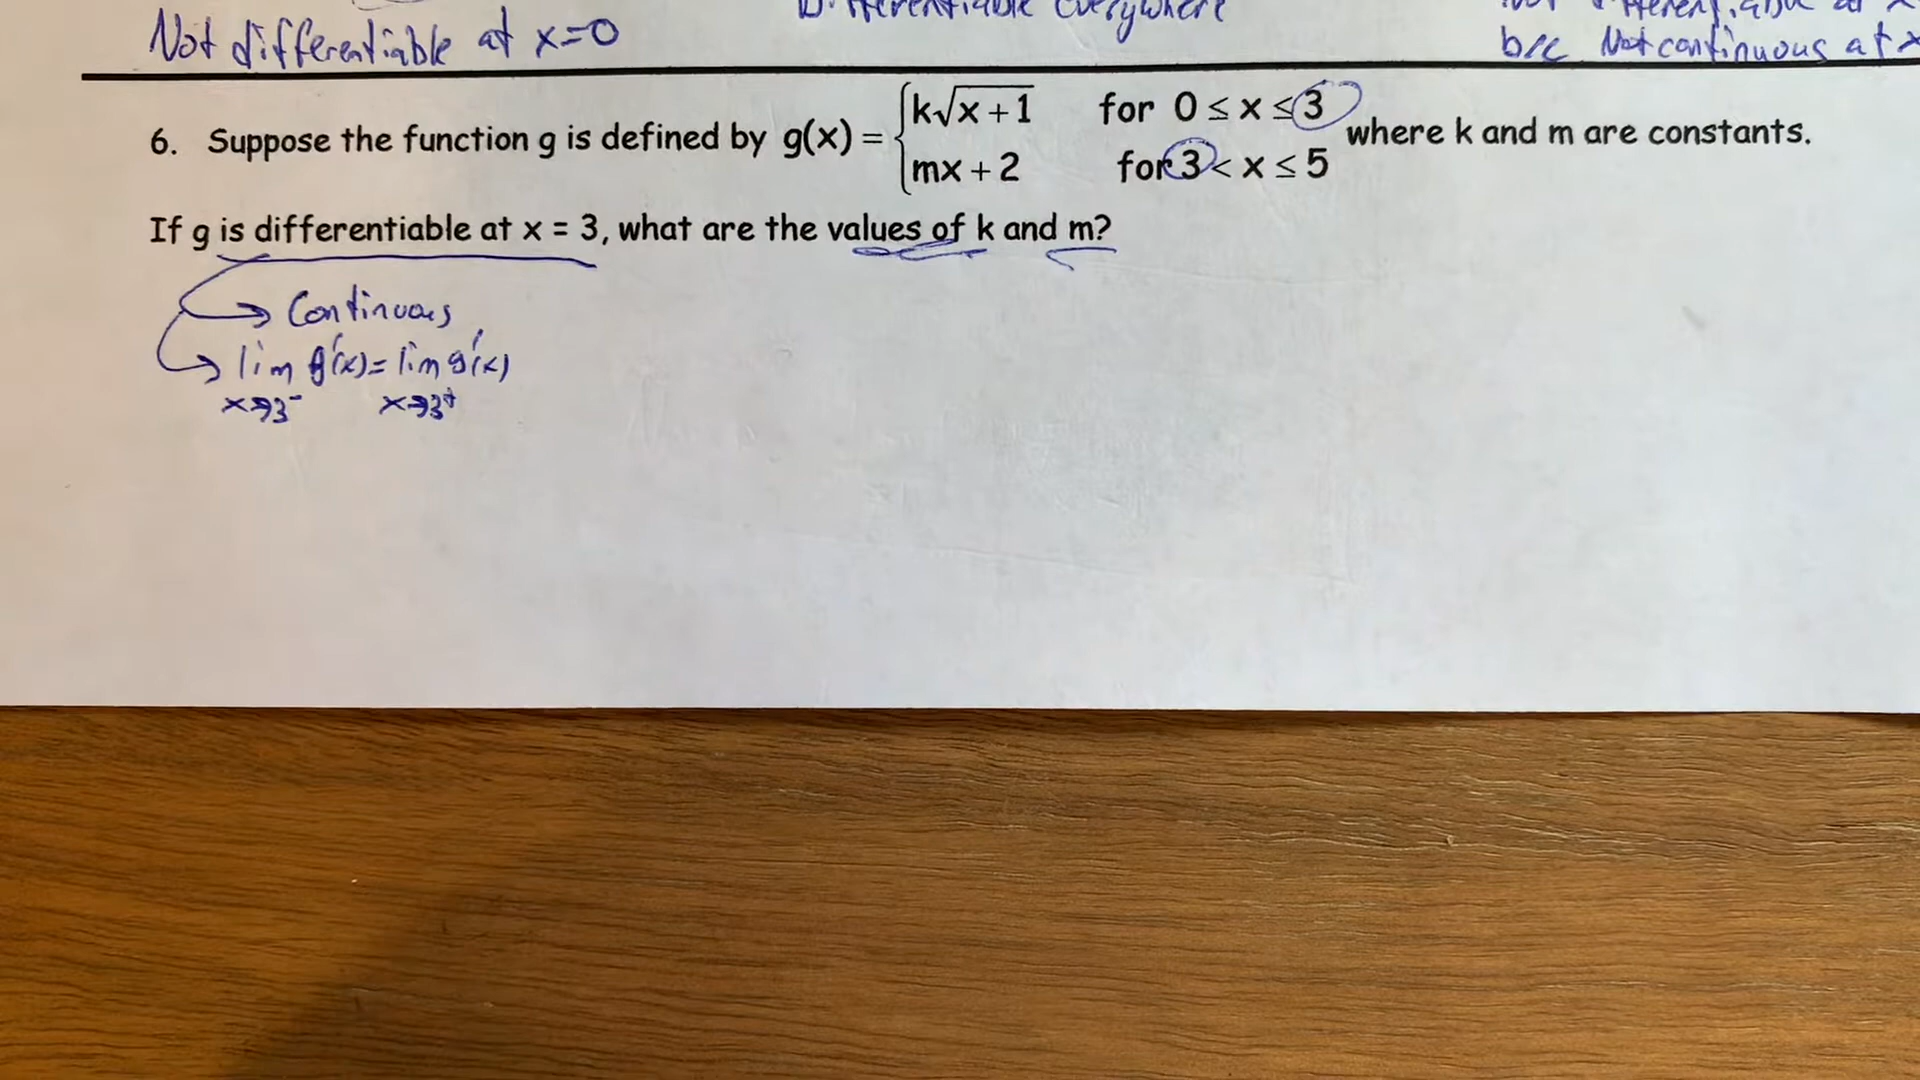 Not differentiable at x=0
Differentiable Everywhere
b/c Not continuous at x
6. Suppose the function g is defined by g(x) = { k√x + 1 for 0 ≤ x ≤ 3
mx + 2 for 3 < x ≤ 5 where k and m are constants.
If g is differentiable at x = 3, what are the values of k and m?
→ Continuous
→ lim g'(x) = lim g'(x)
x→3⁻ x→3⁺